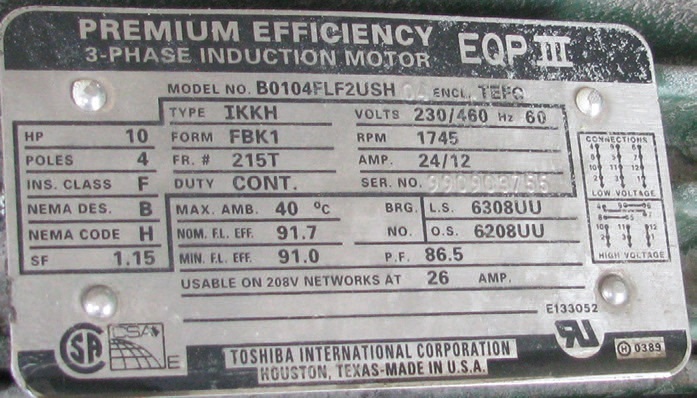 PREMIUM EFFICIENCY EQP III
3-PHASE INDUCTION MOTOR
MODEL NO. B0104FLF2USH ENCL. TEFC
TYPE IKKH VOLTS 230/460 Hz 60
HP 10 FORM FBK1 RPM 1745
POLES 4 FR. # 215T AMP. 24/12
INS. CLASS F DUTY CONT. SER. NO.
NEMA DES. B MAX. AMB. 40 °C BRG. L.S. 6308UU
NEMA CODE H NOM. F.L. EFF. 91.7 NO. O.S. 6208UU
SF 1.15 MIN. F.L. EFF. 91.0 P.F. 86.5
USABLE ON 208V NETWORKS AT 26 AMP.
CONNECTIONS
LOW VOLTAGE
HIGH VOLTAGE
E133052
SA CSA E
H 0389
TOSHIBA INTERNATIONAL CORPORATION
HOUSTON, TEXAS-MADE IN U.S.A.